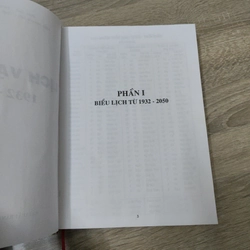 PHẦN I
BIỂU LỊCH TỪ 1932 - 2050